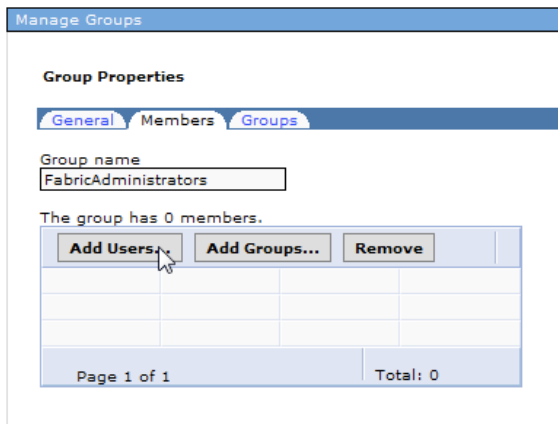 Manage Groups
Group Properties
General Members Groups
Group name
FabricAdministrators
The group has 0 members.
Add Users... Add Groups... Remove
Page 1 of 1 Total: 0